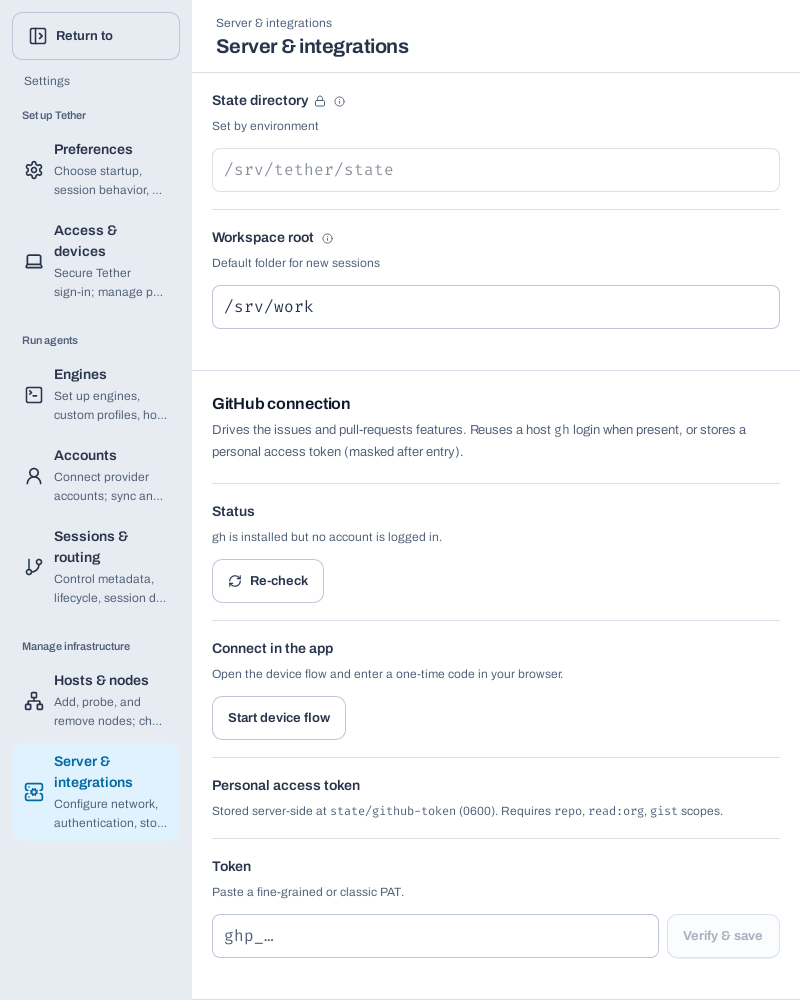 Return to
Settings
Set up Tether
Preferences
Choose startup,
session behavior, ...
Access &
devices
Secure Tether
sign-in; manage p...
Run agents
Engines
Set up engines,
custom profiles, ho...
Accounts
Connect provider
accounts; sync an...
Sessions &
routing
Control metadata,
lifecycle, session d...
Manage infrastructure
Hosts & nodes
Add, probe, and
remove nodes; ch...
Server &
integrations
Configure network,
authentication, sto...
Server & integrations
Server & integrations
State directory
Set by environment
/srv/tether/state
Workspace root
Default folder for new sessions
/srv/work
GitHub connection
Drives the issues and pull-requests features. Reuses a host gh login when present, or stores a
personal access token (masked after entry).
Status
gh is installed but no account is logged in.
Re-check
Connect in the app
Open the device flow and enter a one-time code in your browser.
Start device flow
Personal access token
Stored server-side at state/github-token (0600). Requires repo, read:org, gist scopes.
Token
Paste a fine-grained or classic PAT.
ghp_…
Verify & save